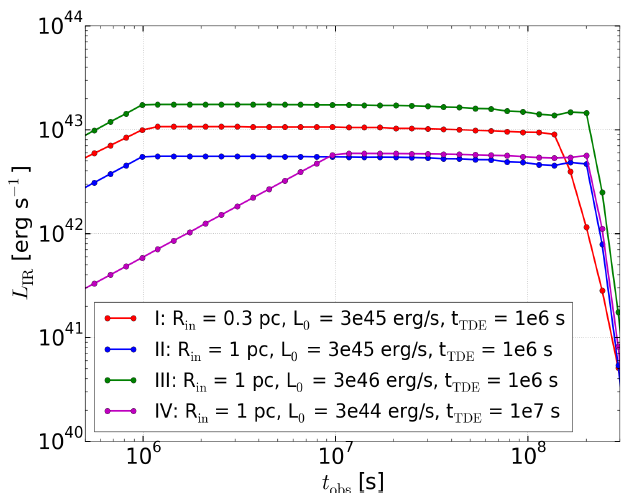 10^44
10^43
10^42
10^41
10^40
L_IR [erg s^−1]
I: R_in = 0.3 pc, L_0 = 3e45 erg/s, t_TDE = 1e6 s
II: R_in = 1 pc, L_0 = 3e45 erg/s, t_TDE = 1e6 s
III: R_in = 1 pc, L_0 = 3e46 erg/s, t_TDE = 1e6 s
IV: R_in = 1 pc, L_0 = 3e44 erg/s, t_TDE = 1e7 s
10^6 10^7 10^8
t_obs [s]